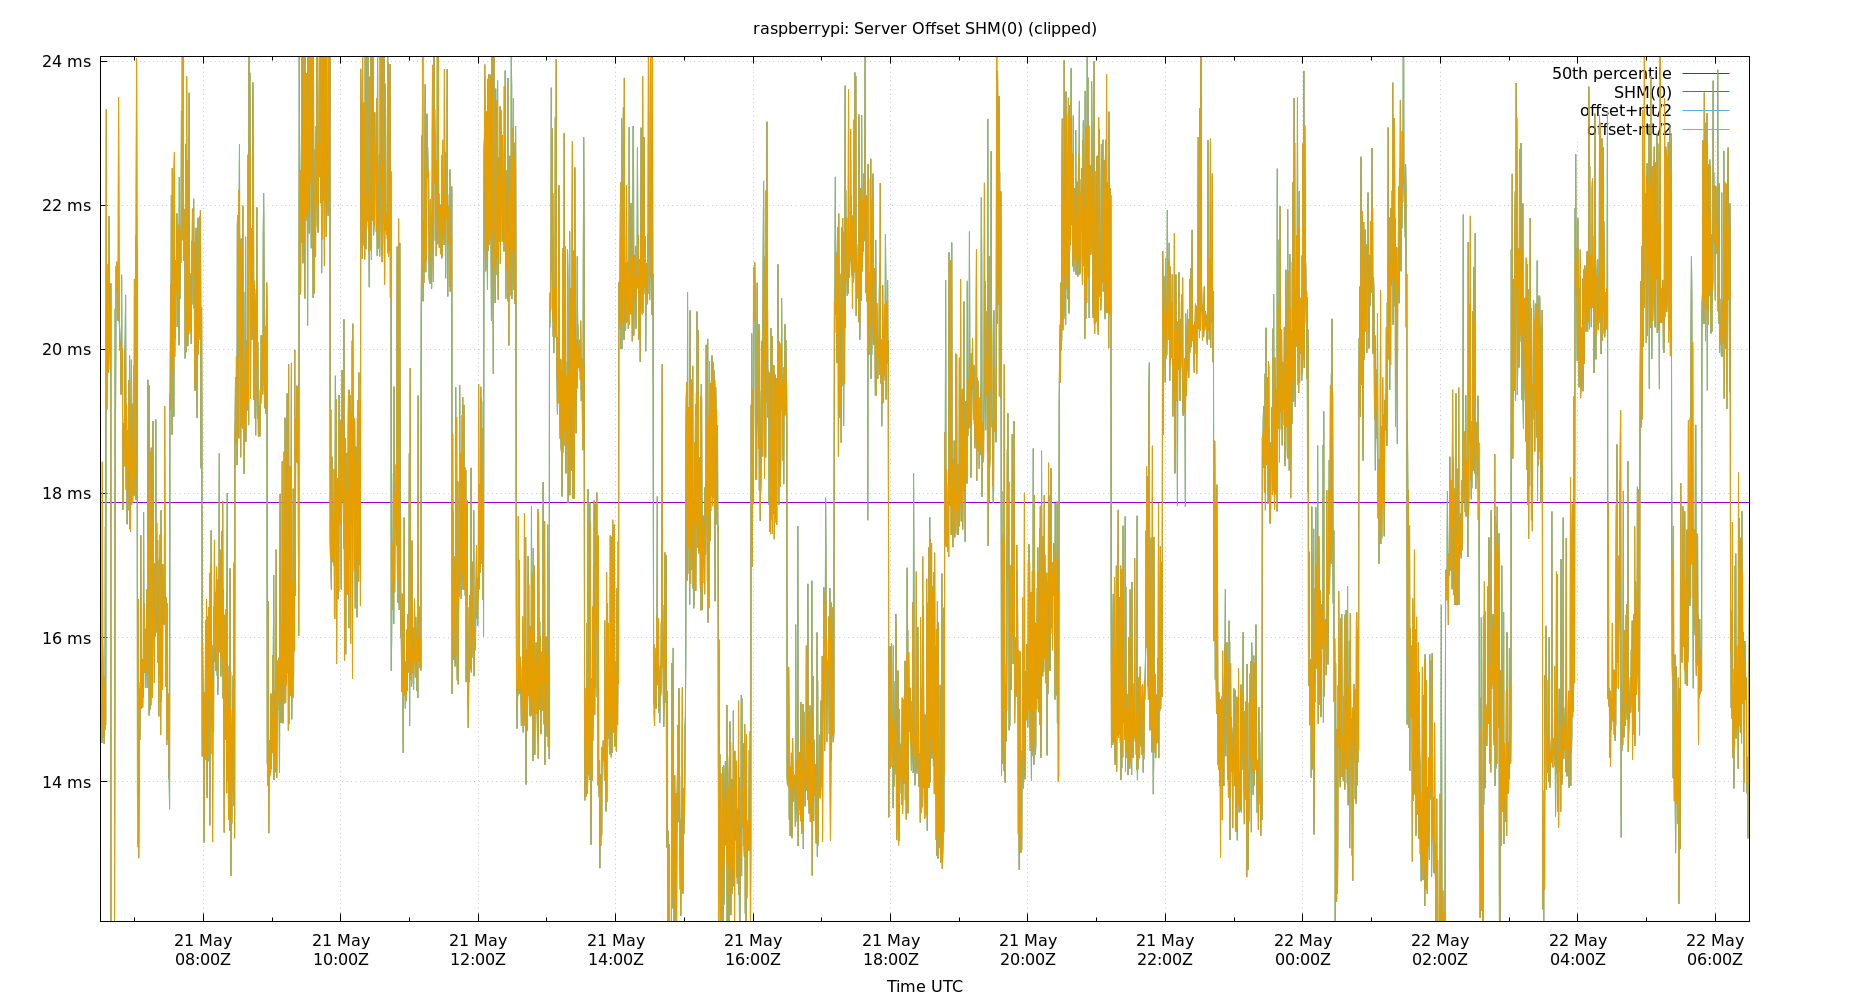 raspberrypi: Server Offset SHM(0) (clipped)
24 ms
22 ms
20 ms
18 ms
16 ms
14 ms
50th percentile
SHM(0)
offset+rtt/2
offset-rtt/2
21 May 21 May 21 May 21 May 21 May 21 May 21 May 21 May 22 May 22 May 22 May 22 May
08:00Z 10:00Z 12:00Z 14:00Z 16:00Z 18:00Z 20:00Z 22:00Z 00:00Z 02:00Z 04:00Z 06:00Z
Time UTC